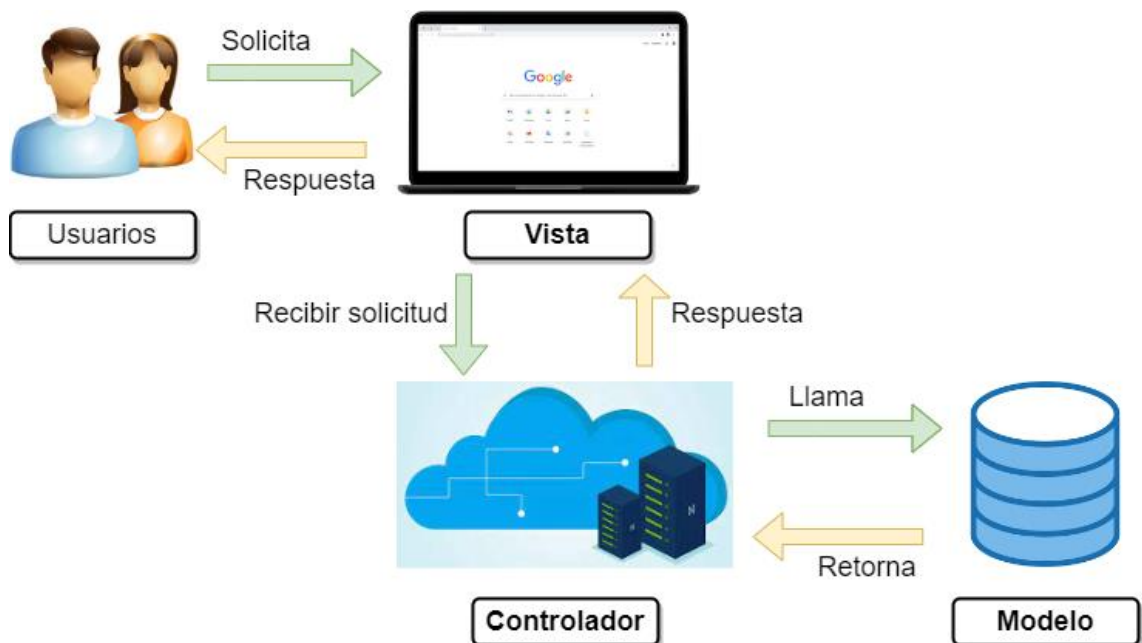 Solicita
Google
Respuesta
Usuarios
Vista
Recibir solicitud
Respuesta
Llama
Retorna
Controlador
Modelo